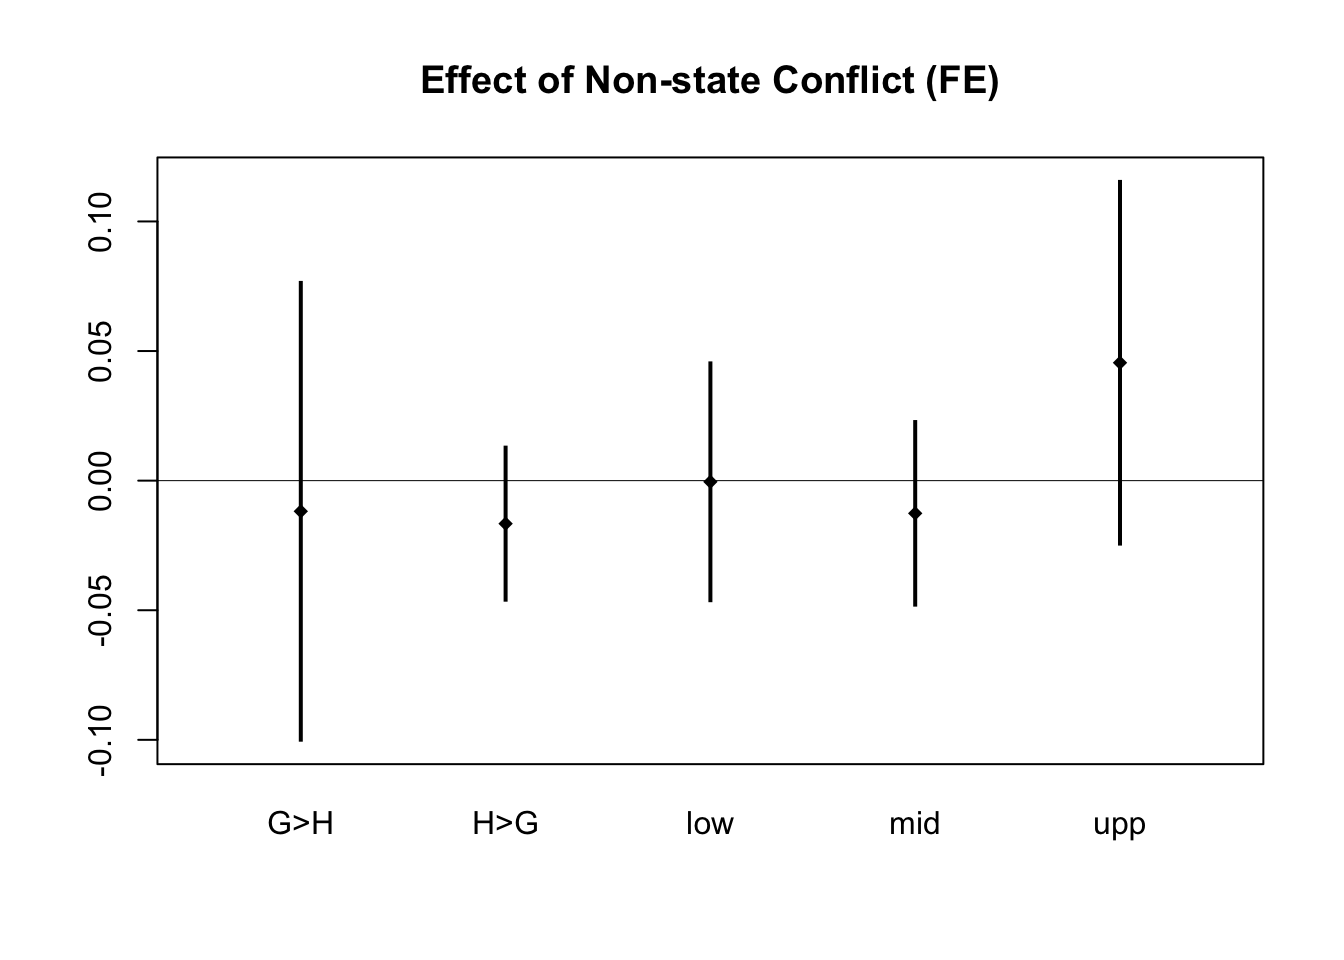 Effect of Non-state Conflict (FE)
0.10
0.05
0.00
-0.05
-0.10
G>H H>G low mid upp